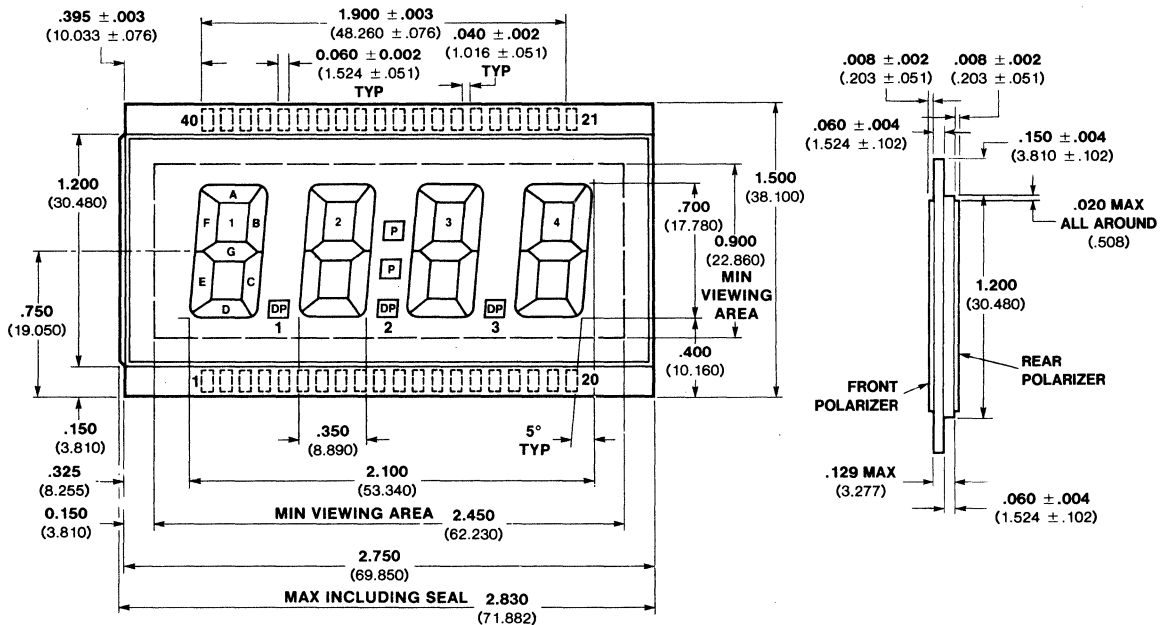 .395 ±.003
(10.033 ±.076)
1.900 ±.003
(48.260 ±.076)
0.060 ±0.002
(1.524 ±.051)
TYP
.040 ±.002
(1.016 ±.051)
TYP
40
21
1.200
(30.480)
.750
(19.050)
A
F
1
B
G
E
C
D
2
P
P
3
4
DP
1
DP
2
DP
3
1
20
.700
(17.780)
0.900
(22.860)
MIN
VIEWING
AREA
1.500
(38.100)
.400
(10.160)
.150
(3.810)
.350
(8.890)
5°
TYP
.325
(8.255)
2.100
(53.340)
0.150
(3.810)
MIN VIEWING AREA 2.450
(62.230)
2.750
(69.850)
MAX INCLUDING SEAL 2.830
(71.882)
.008 ±.002
(.203 ±.051)
.008 ±.002
(.203 ±.051)
.060 ±.004
(1.524 ±.102)
.150 ±.004
(3.810 ±.102)
.020 MAX
ALL AROUND
(.508)
1.200
(30.480)
REAR
POLARIZER
FRONT
POLARIZER
.129 MAX
(3.277)
.060 ±.004
(1.524 ±.102)